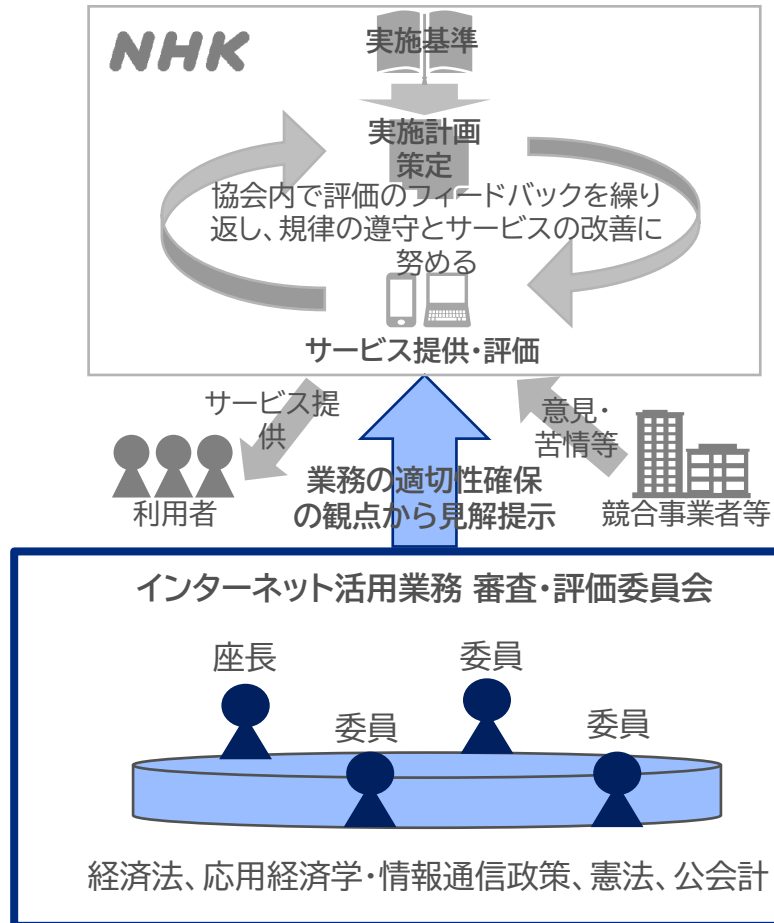 NHK
実施基準
実施計画
策定
協会内で評価のフィードバックを繰り
返し、規律の遵守とサービスの改善に
努める
サービス提供・評価
サービス提
供
意見・
苦情等
利用者
業務の適切性確保
の観点から見解提示
競合事業者等
インターネット活用業務 審査・評価委員会
座長
委員
委員
委員
経済法、応用経済学・情報通信政策、憲法、公会計